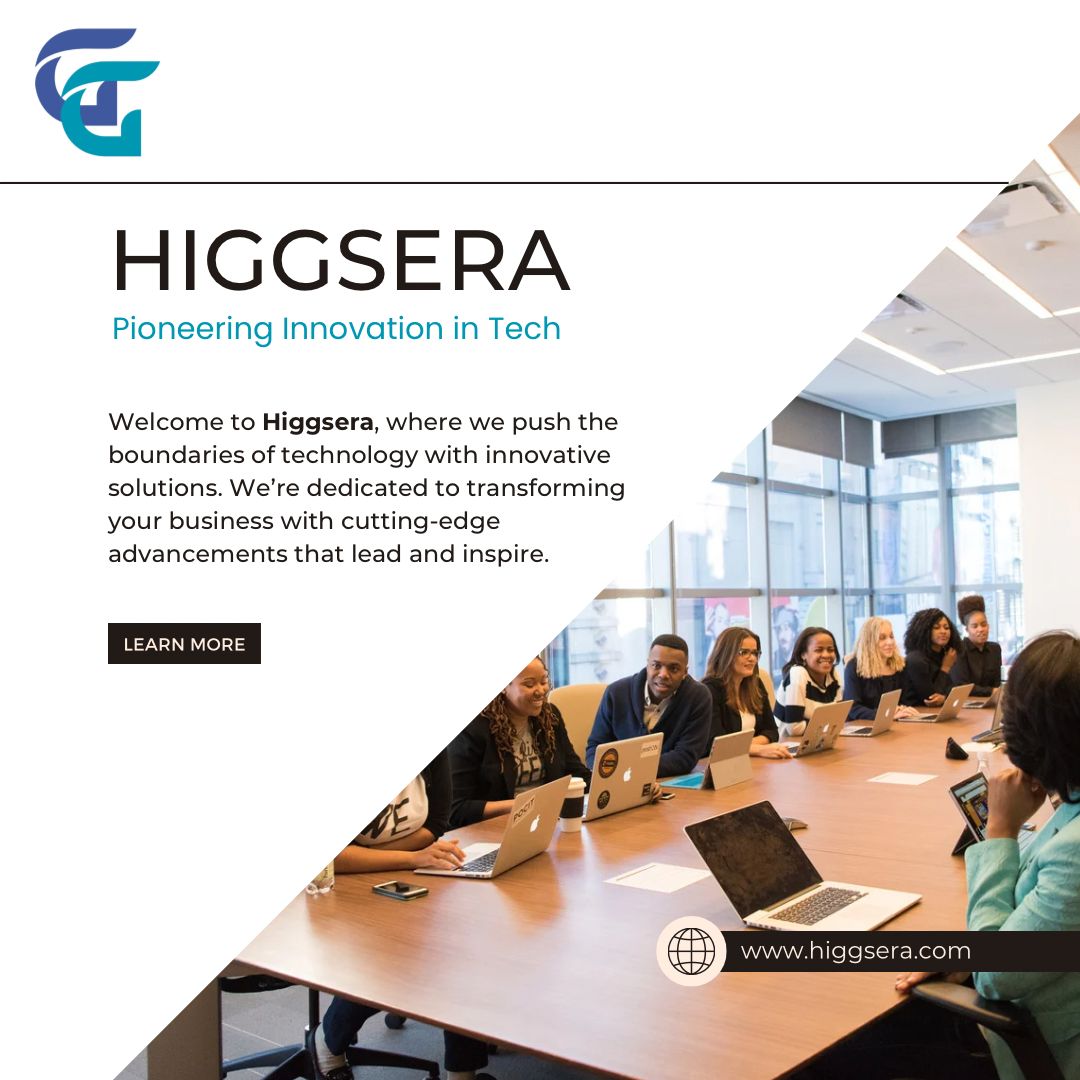 HIGGSERA
Pioneering Innovation in Tech
Welcome to Higgsera, where we push the
boundaries of technology with innovative
solutions. We’re dedicated to transforming
your business with cutting-edge
advancements that lead and inspire.
LEARN MORE
POCIT
www.higgsera.com